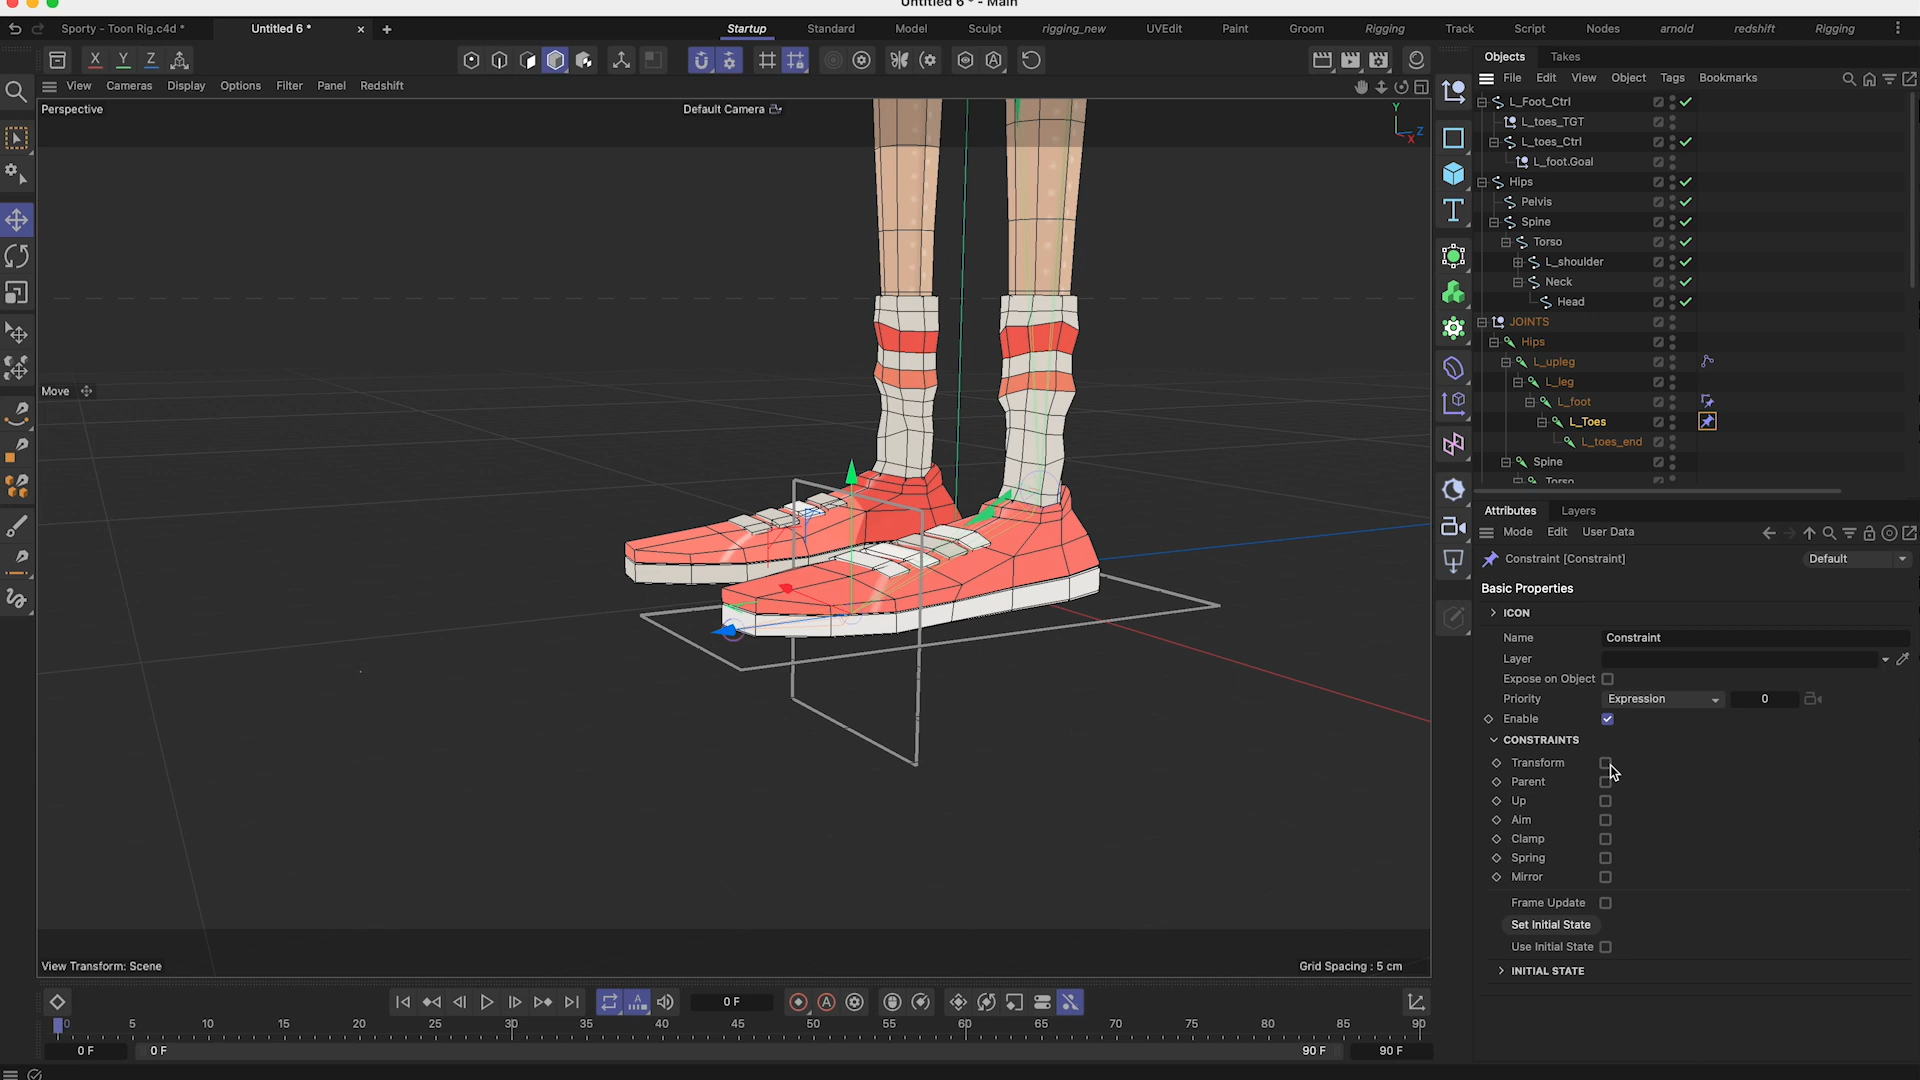 Untitled 6 * - Main
Sporty - Toon Rig.c4d *
Untitled 6 *
Startup
Standard
Model
Sculpt
rigging_new
UVEdit
Paint
Groom
Rigging
Track
Script
Nodes
arnold
redshift
Rigging
X Y Z
View Cameras Display Options Filter Panel Redshift
Perspective
Default Camera
Y
Z
X
Move
View Transform: Scene
Grid Spacing : 5 cm
0 F
0 5 10 15 20 25 30 35 40 45 50 55 60 65 70 75 80 85 90
0 F
0 F
90 F
90 F
Objects Takes
File Edit View Object Tags Bookmarks
L_Foot_Ctrl
L_toes_TGT
L_toes_Ctrl
L_foot.Goal
Hips
Pelvis
Spine
Torso
L_shoulder
Neck
Head
JOINTS
Hips
L_upleg
L_leg
L_foot
L_Toes
L_toes_end
Spine
Torso
Attributes Layers
Mode Edit User Data
Constraint [Constraint]
Default
Basic Properties
ICON
Name Constraint
Layer
Expose on Object
Priority Expression 0
Enable
CONSTRAINTS
Transform
Parent
Up
Aim
Clamp
Spring
Mirror
Frame Update
Set Initial State
Use Initial State
INITIAL STATE